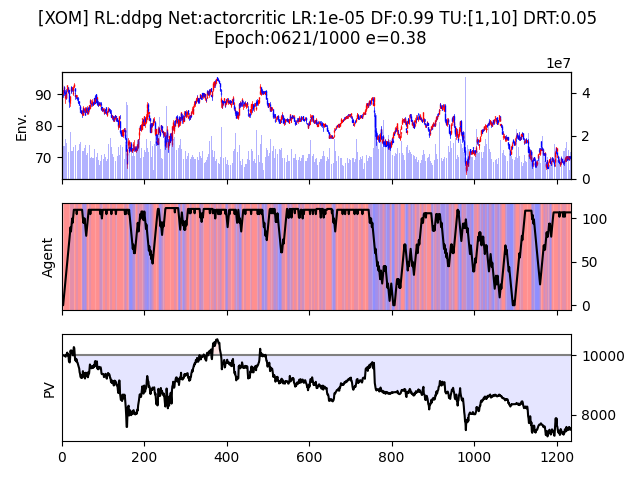 [XOM] RL:ddpg Net:actorcritic LR:1e-05 DF:0.99 TU:[1,10] DRT:0.05
Epoch:0621/1000 e=0.38
1e7
Env.
90
80
70
4
2
0
Agent
100
50
0
PV
10000
8000
0 200 400 600 800 1000 1200